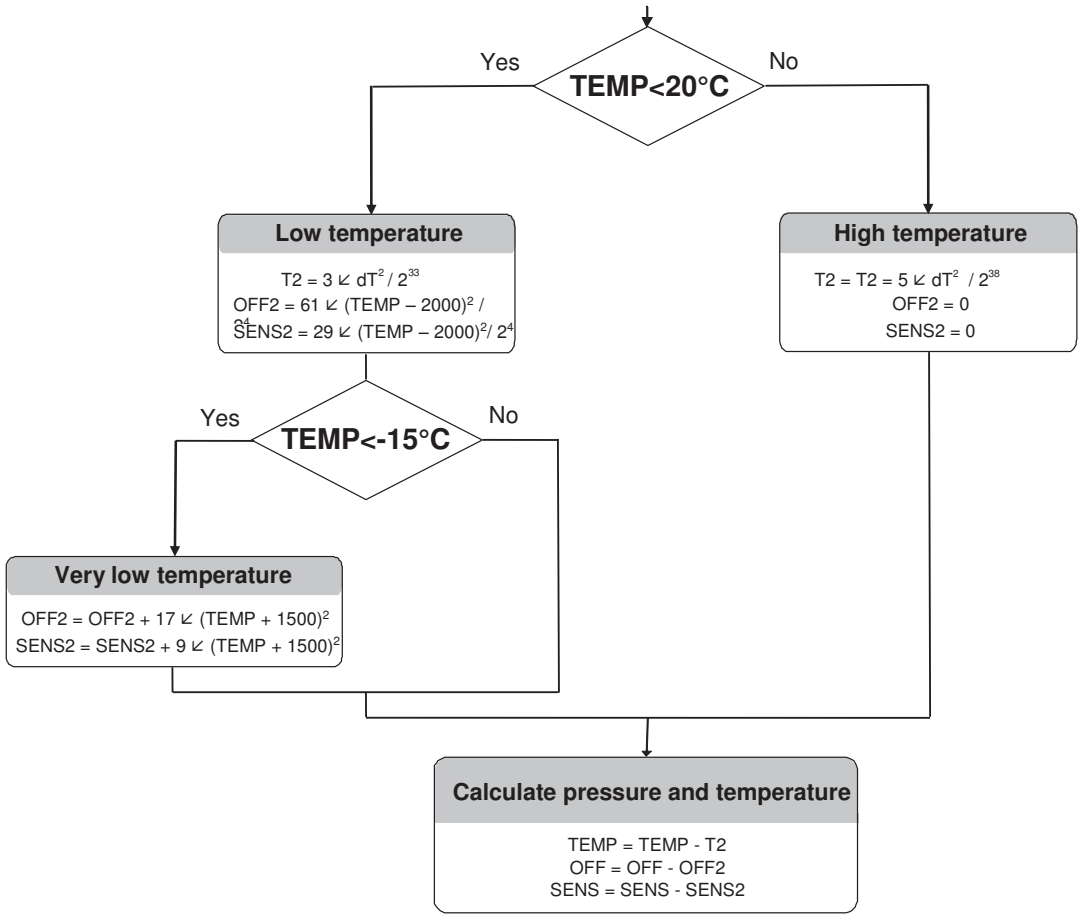 Yes
No
TEMP<20°C
Low temperature
T2 = 3 ↙ dT² / 2³³
OFF2 = 61 ↙ (TEMP – 2000)² /
SENS2 = 29 ↙ (TEMP – 2000)²/ 2⁴
High temperature
T2 = T2 = 5 ↙ dT² / 2³⁸
OFF2 = 0
SENS2 = 0
Yes
No
TEMP<-15°C
Very low temperature
OFF2 = OFF2 + 17 ↙ (TEMP + 1500)²
SENS2 = SENS2 + 9 ↙ (TEMP + 1500)²
Calculate pressure and temperature
TEMP = TEMP - T2
OFF = OFF - OFF2
SENS = SENS - SENS2